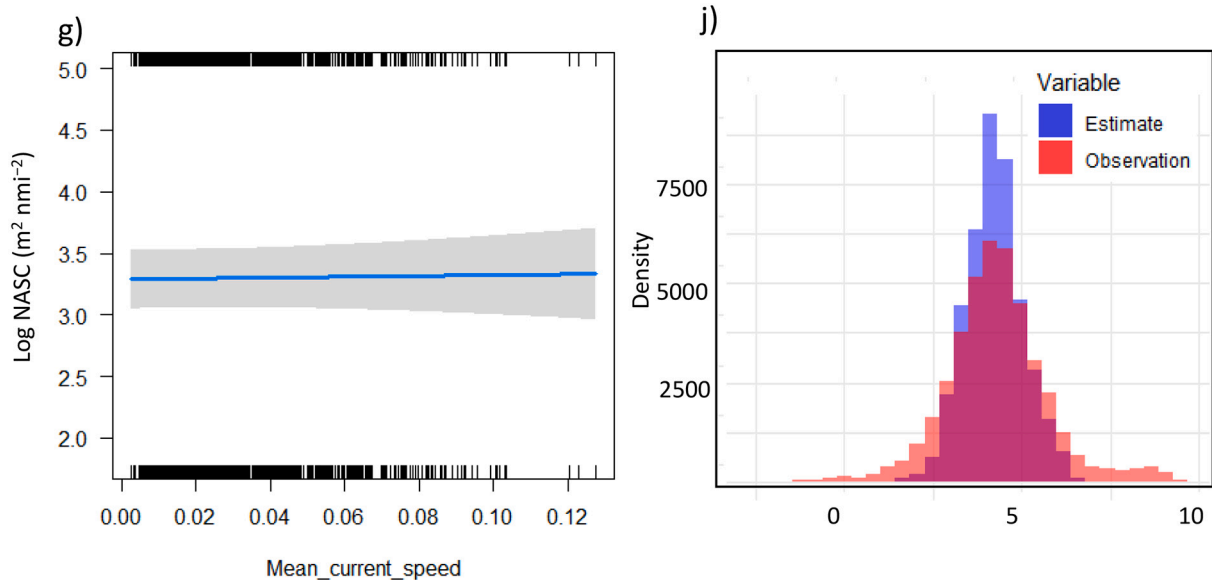 g)
5.0
4.5
4.0
3.5
3.0
2.5
2.0
Log NASC (m² nmi⁻²)
0.00 0.02 0.04 0.06 0.08 0.10 0.12
Mean_current_speed
j)
Variable
Estimate
Observation
7500
5000
2500
Density
0 5 10